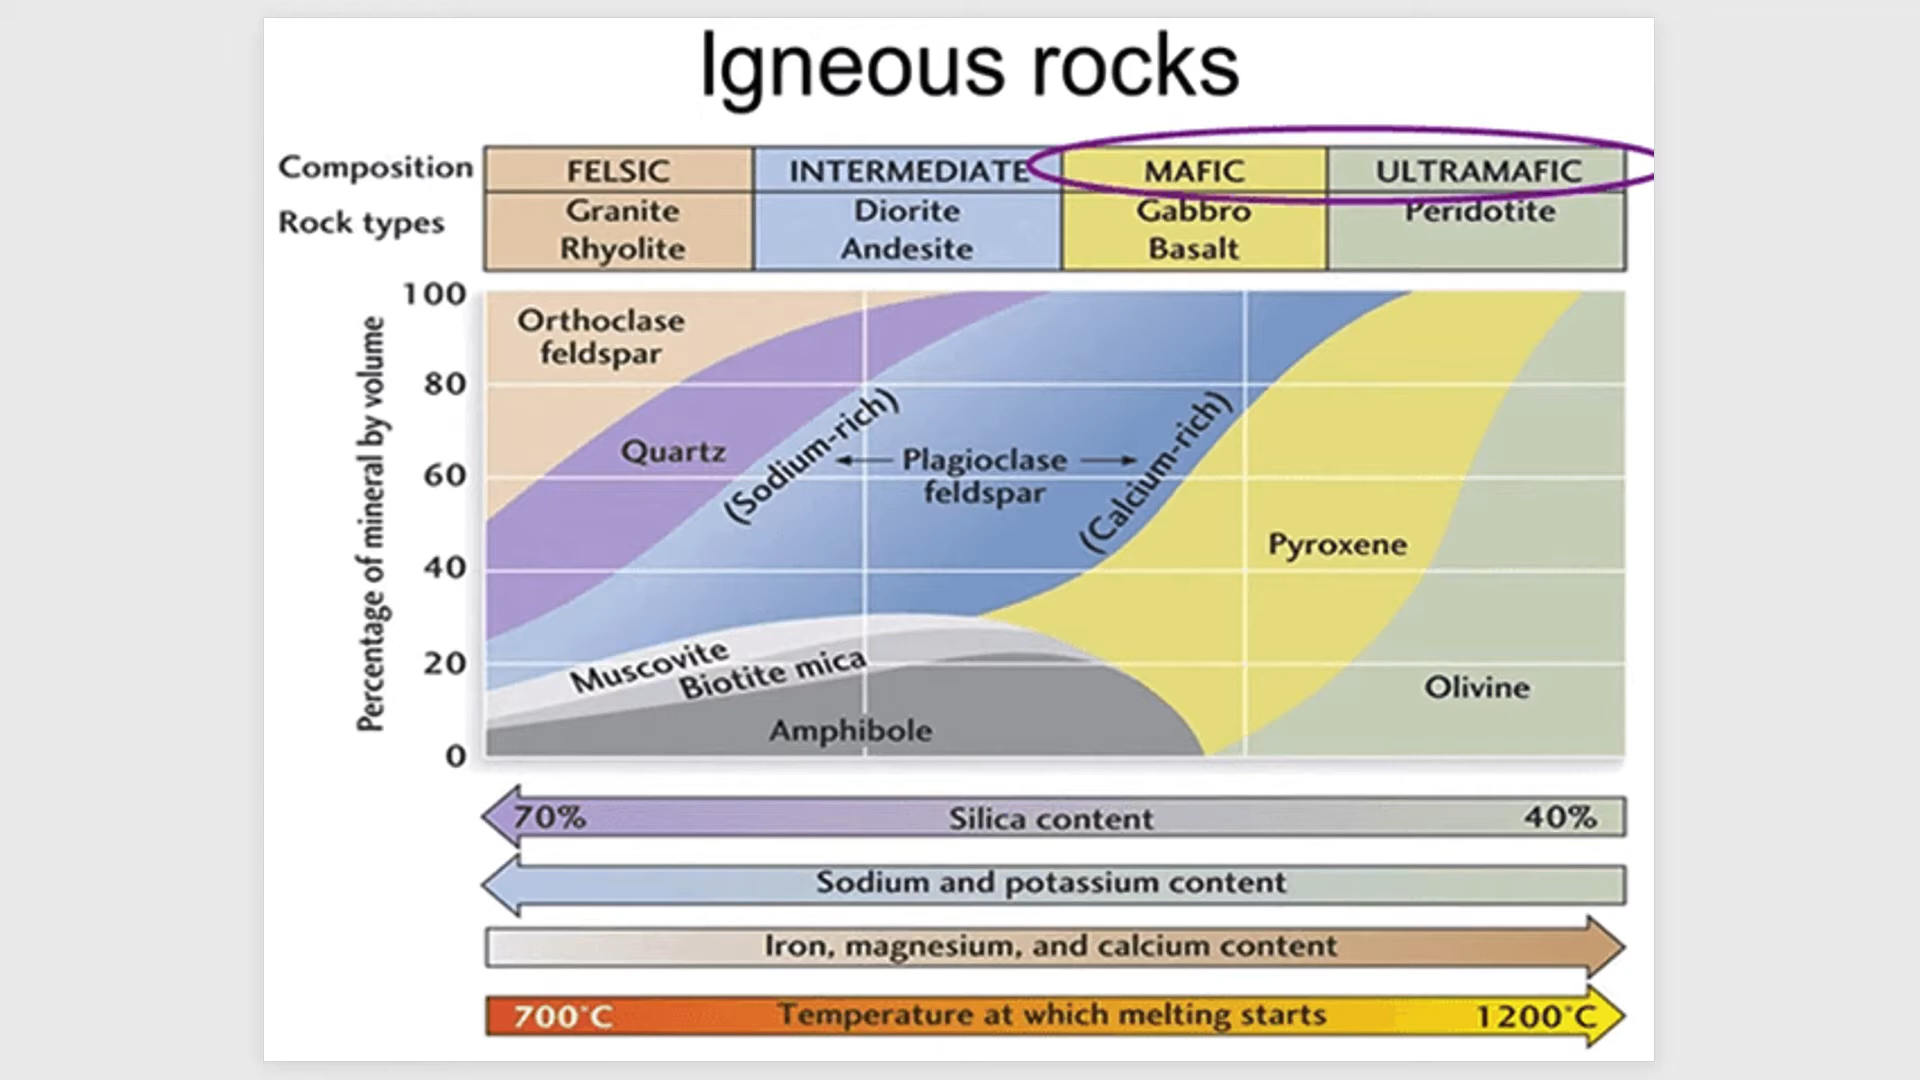 Igneous rocks
Composition FELSIC INTERMEDIATE MAFIC ULTRAMAFIC
Rock types Granite Diorite Gabbro Peridotite
Rhyolite Andesite Basalt
Percentage of mineral by volume
100
80
60
40
20
0
Orthoclase
feldspar
Quartz
(Sodium-rich)
Plagioclase
feldspar
(Calcium-rich)
Pyroxene
Muscovite
Biotite mica
Amphibole
Olivine
70% Silica content 40%
Sodium and potassium content
Iron, magnesium, and calcium content
700°C Temperature at which melting starts 1200°C